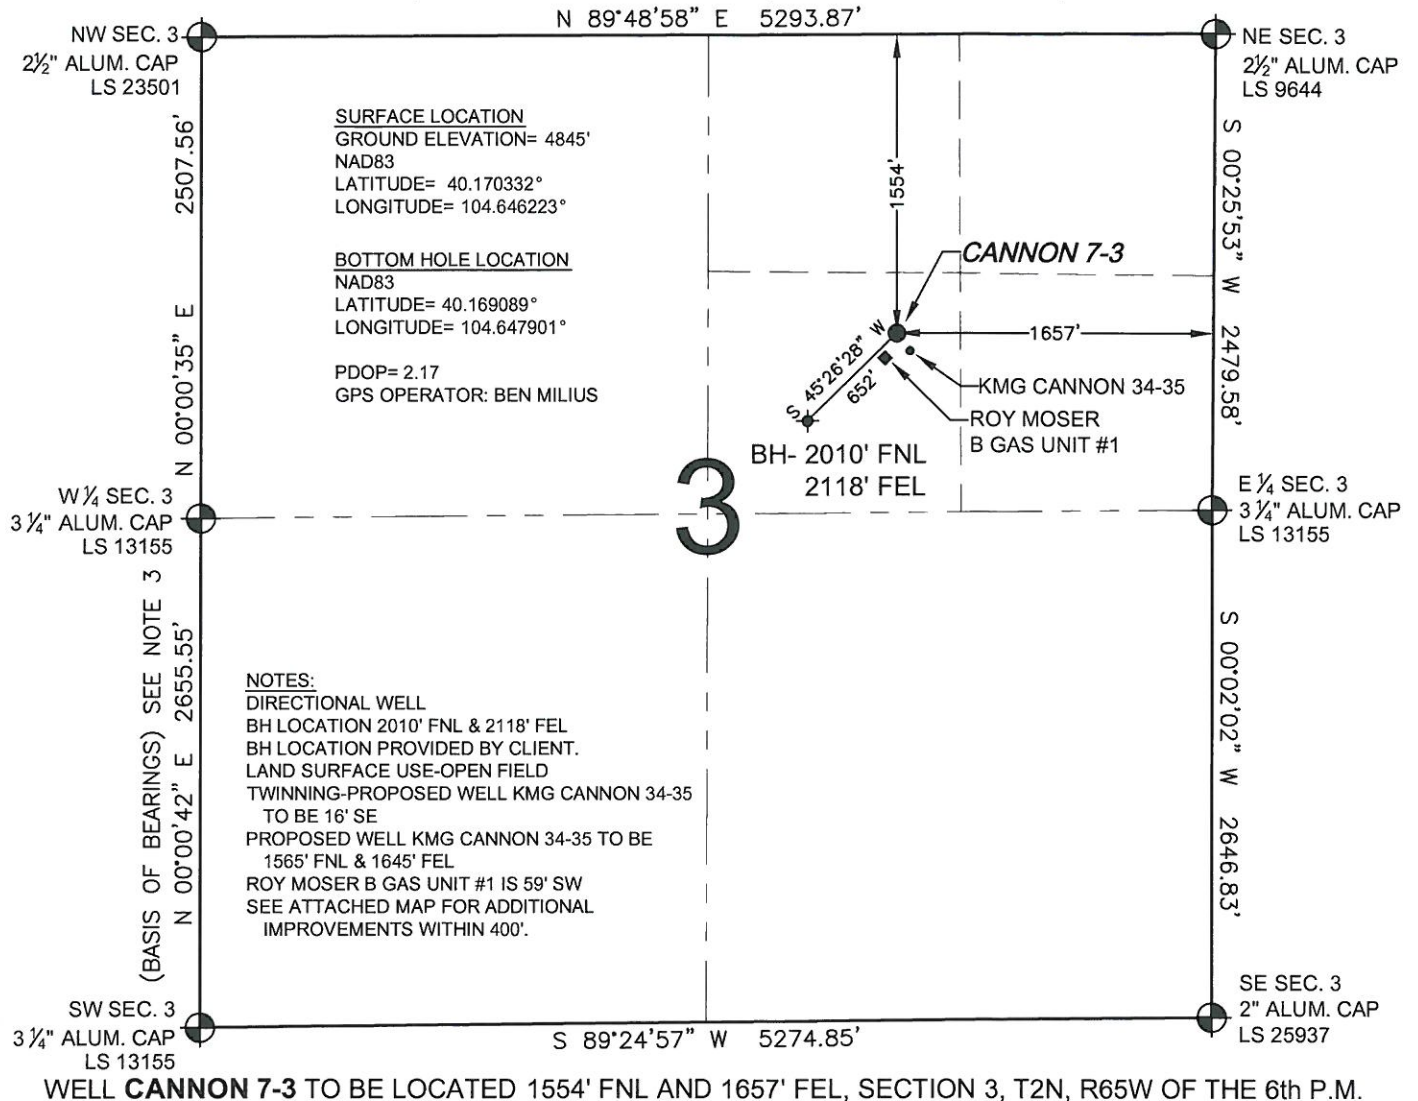 N 89°48'58" E 5293.87'
NW SEC. 3
2½" ALUM. CAP
LS 23501
NE SEC. 3
2½" ALUM. CAP
LS 9644
N 00°00'35" E 2507.56'
SURFACE LOCATION
GROUND ELEVATION= 4845'
NAD83
LATITUDE= 40.170332°
LONGITUDE= 104.646223°
BOTTOM HOLE LOCATION
NAD83
LATITUDE= 40.169089°
LONGITUDE= 104.647901°
PDOP= 2.17
GPS OPERATOR: BEN MILIUS
1554'
S 00°25'53" W 2479.58'
CANNON 7-3
1657'
S 45°26'28" W
652'
KMG CANNON 34-35
ROY MOSER
B GAS UNIT #1
BH- 2010' FNL
2118' FEL
3
W ¼ SEC. 3
3 ¼" ALUM. CAP
LS 13155
E ¼ SEC. 3
3 ¼" ALUM. CAP
LS 13155
(BASIS OF BEARINGS) SEE NOTE 3
N 00°00'42" E 2655.55'
NOTES:
DIRECTIONAL WELL
BH LOCATION 2010' FNL & 2118' FEL
BH LOCATION PROVIDED BY CLIENT.
LAND SURFACE USE-OPEN FIELD
TWINNING-PROPOSED WELL KMG CANNON 34-35
TO BE 16' SE
PROPOSED WELL KMG CANNON 34-35 TO BE
1565' FNL & 1645' FEL
ROY MOSER B GAS UNIT #1 IS 59' SW
SEE ATTACHED MAP FOR ADDITIONAL
IMPROVEMENTS WITHIN 400'.
S 00°02'02" W 2646.83'
SW SEC. 3
3 ¼" ALUM. CAP
LS 13155
SE SEC. 3
2" ALUM. CAP
LS 25937
S 89°24'57" W 5274.85'
WELL CANNON 7-3 TO BE LOCATED 1554' FNL AND 1657' FEL, SECTION 3, T2N, R65W OF THE 6th P.M.